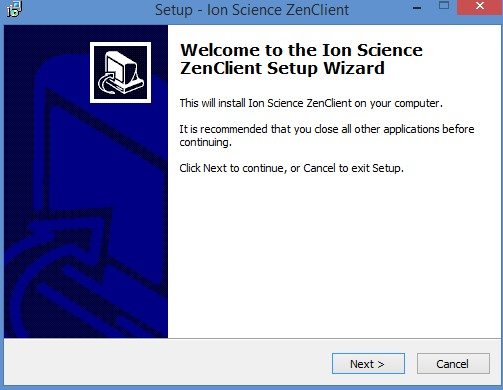 Setup - Ion Science ZenClient
Welcome to the Ion Science
ZenClient Setup Wizard
This will install Ion Science ZenClient on your computer.
It is recommended that you close all other applications before
continuing.
Click Next to continue, or Cancel to exit Setup.
Next >
Cancel